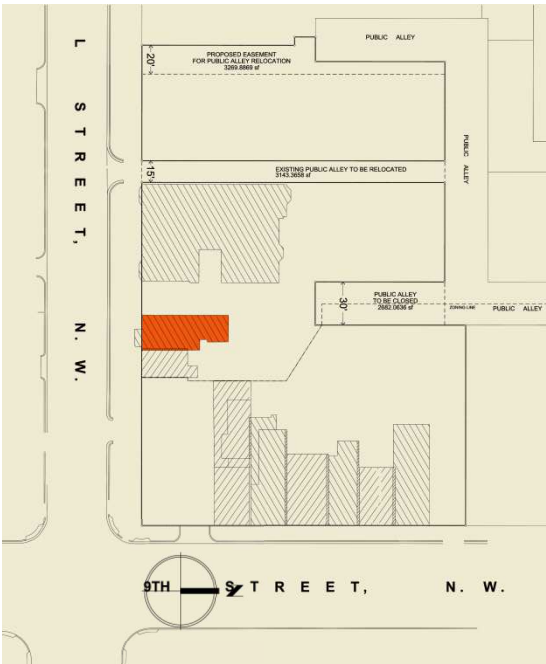 PUBLIC ALLEY
PROPOSED EASEMENT
FOR PUBLIC ALLEY RELOCATION
3269.8869 sf
20'
L STREET, N.W.
PUBLIC ALLEY
EXISTING PUBLIC ALLEY TO BE RELOCATED
3143.3658 sf
15'
PUBLIC ALLEY
TO BE CLOSED
2682.0636 sf
30'
ZONING LINE
PUBLIC ALLEY
9TH STREET, N. W.